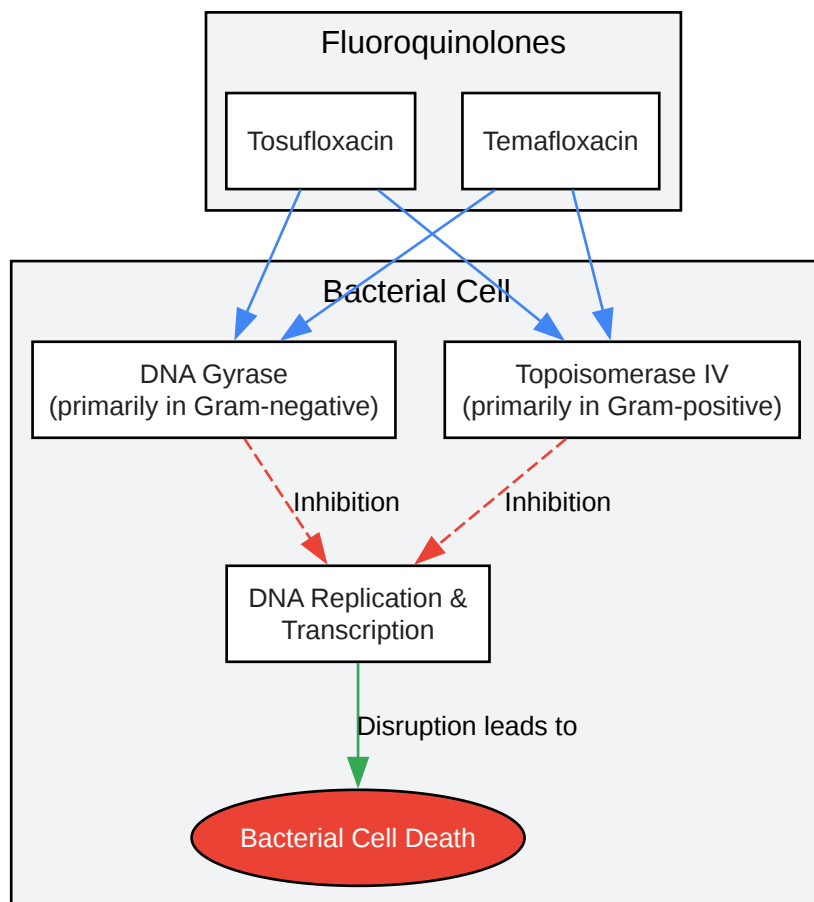 Fluoroquinolones
Tosufloxacin
Temafloxacin
Bacterial Cell
DNA Gyrase
(primarily in Gram-negative)
Topoisomerase IV
(primarily in Gram-positive)
Inhibition
Inhibition
DNA Replication &
Transcription
Disruption leads to
Bacterial Cell Death